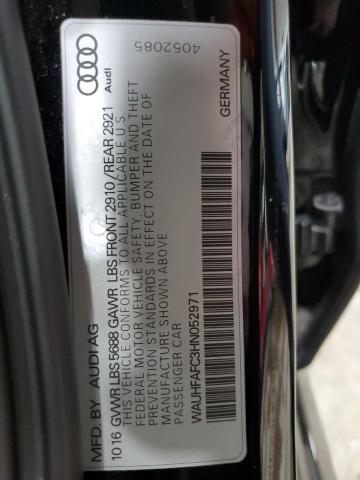 MFD. BY AUDI AG
10 16 GVWR LBS 5688 GAWR LBS FRONT 2910 / REAR 2921
THIS VEHICLE CONFORMS TO ALL APPLICABLE U.S
FEDERAL MOTOR VEHICLE SAFETY, BUMPER AND THEFT
PREVENTION STANDARDS IN EFFECT ON THE DATE OF
MANUFACTURE SHOWN ABOVE
PASSENGER CAR
WAUHFAFC3HN052971
Audi
4052085
GERMANY